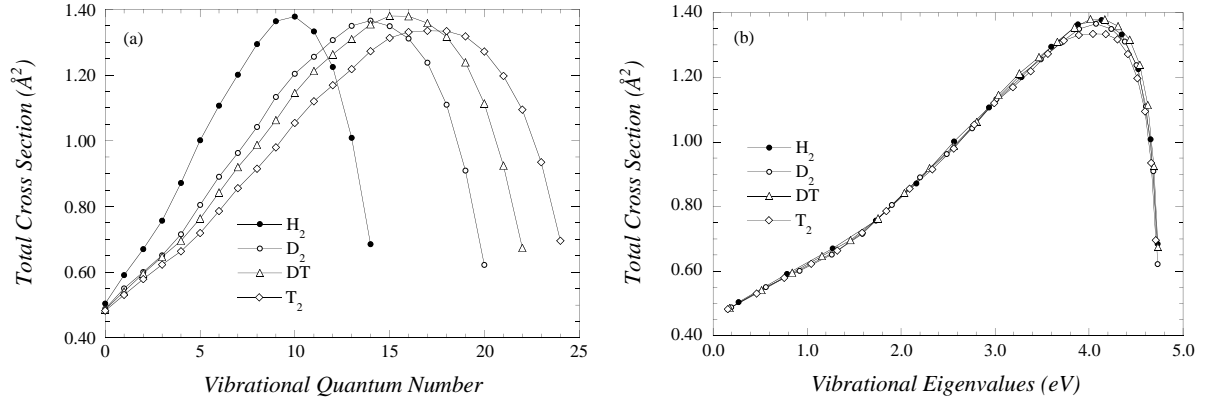 (a)
1.40
1.20
1.00
0.80
0.60
0.40
Total Cross Section (Å²)
H₂
D₂
DT
T₂
0 5 10 15 20 25
Vibrational Quantum Number
(b)
1.40
1.20
1.00
0.80
0.60
0.40
Total Cross Section (Å²)
H₂
D₂
DT
T₂
0.0 1.0 2.0 3.0 4.0 5.0
Vibrational Eigenvalues (eV)